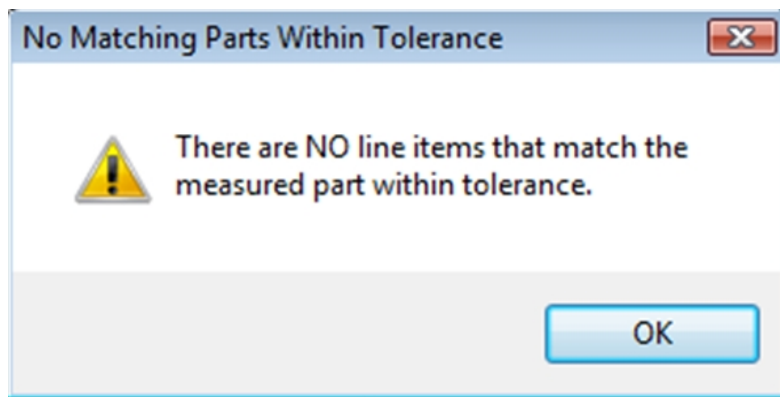 No Matching Parts Within Tolerance
There are NO line items that match the
measured part within tolerance.
OK